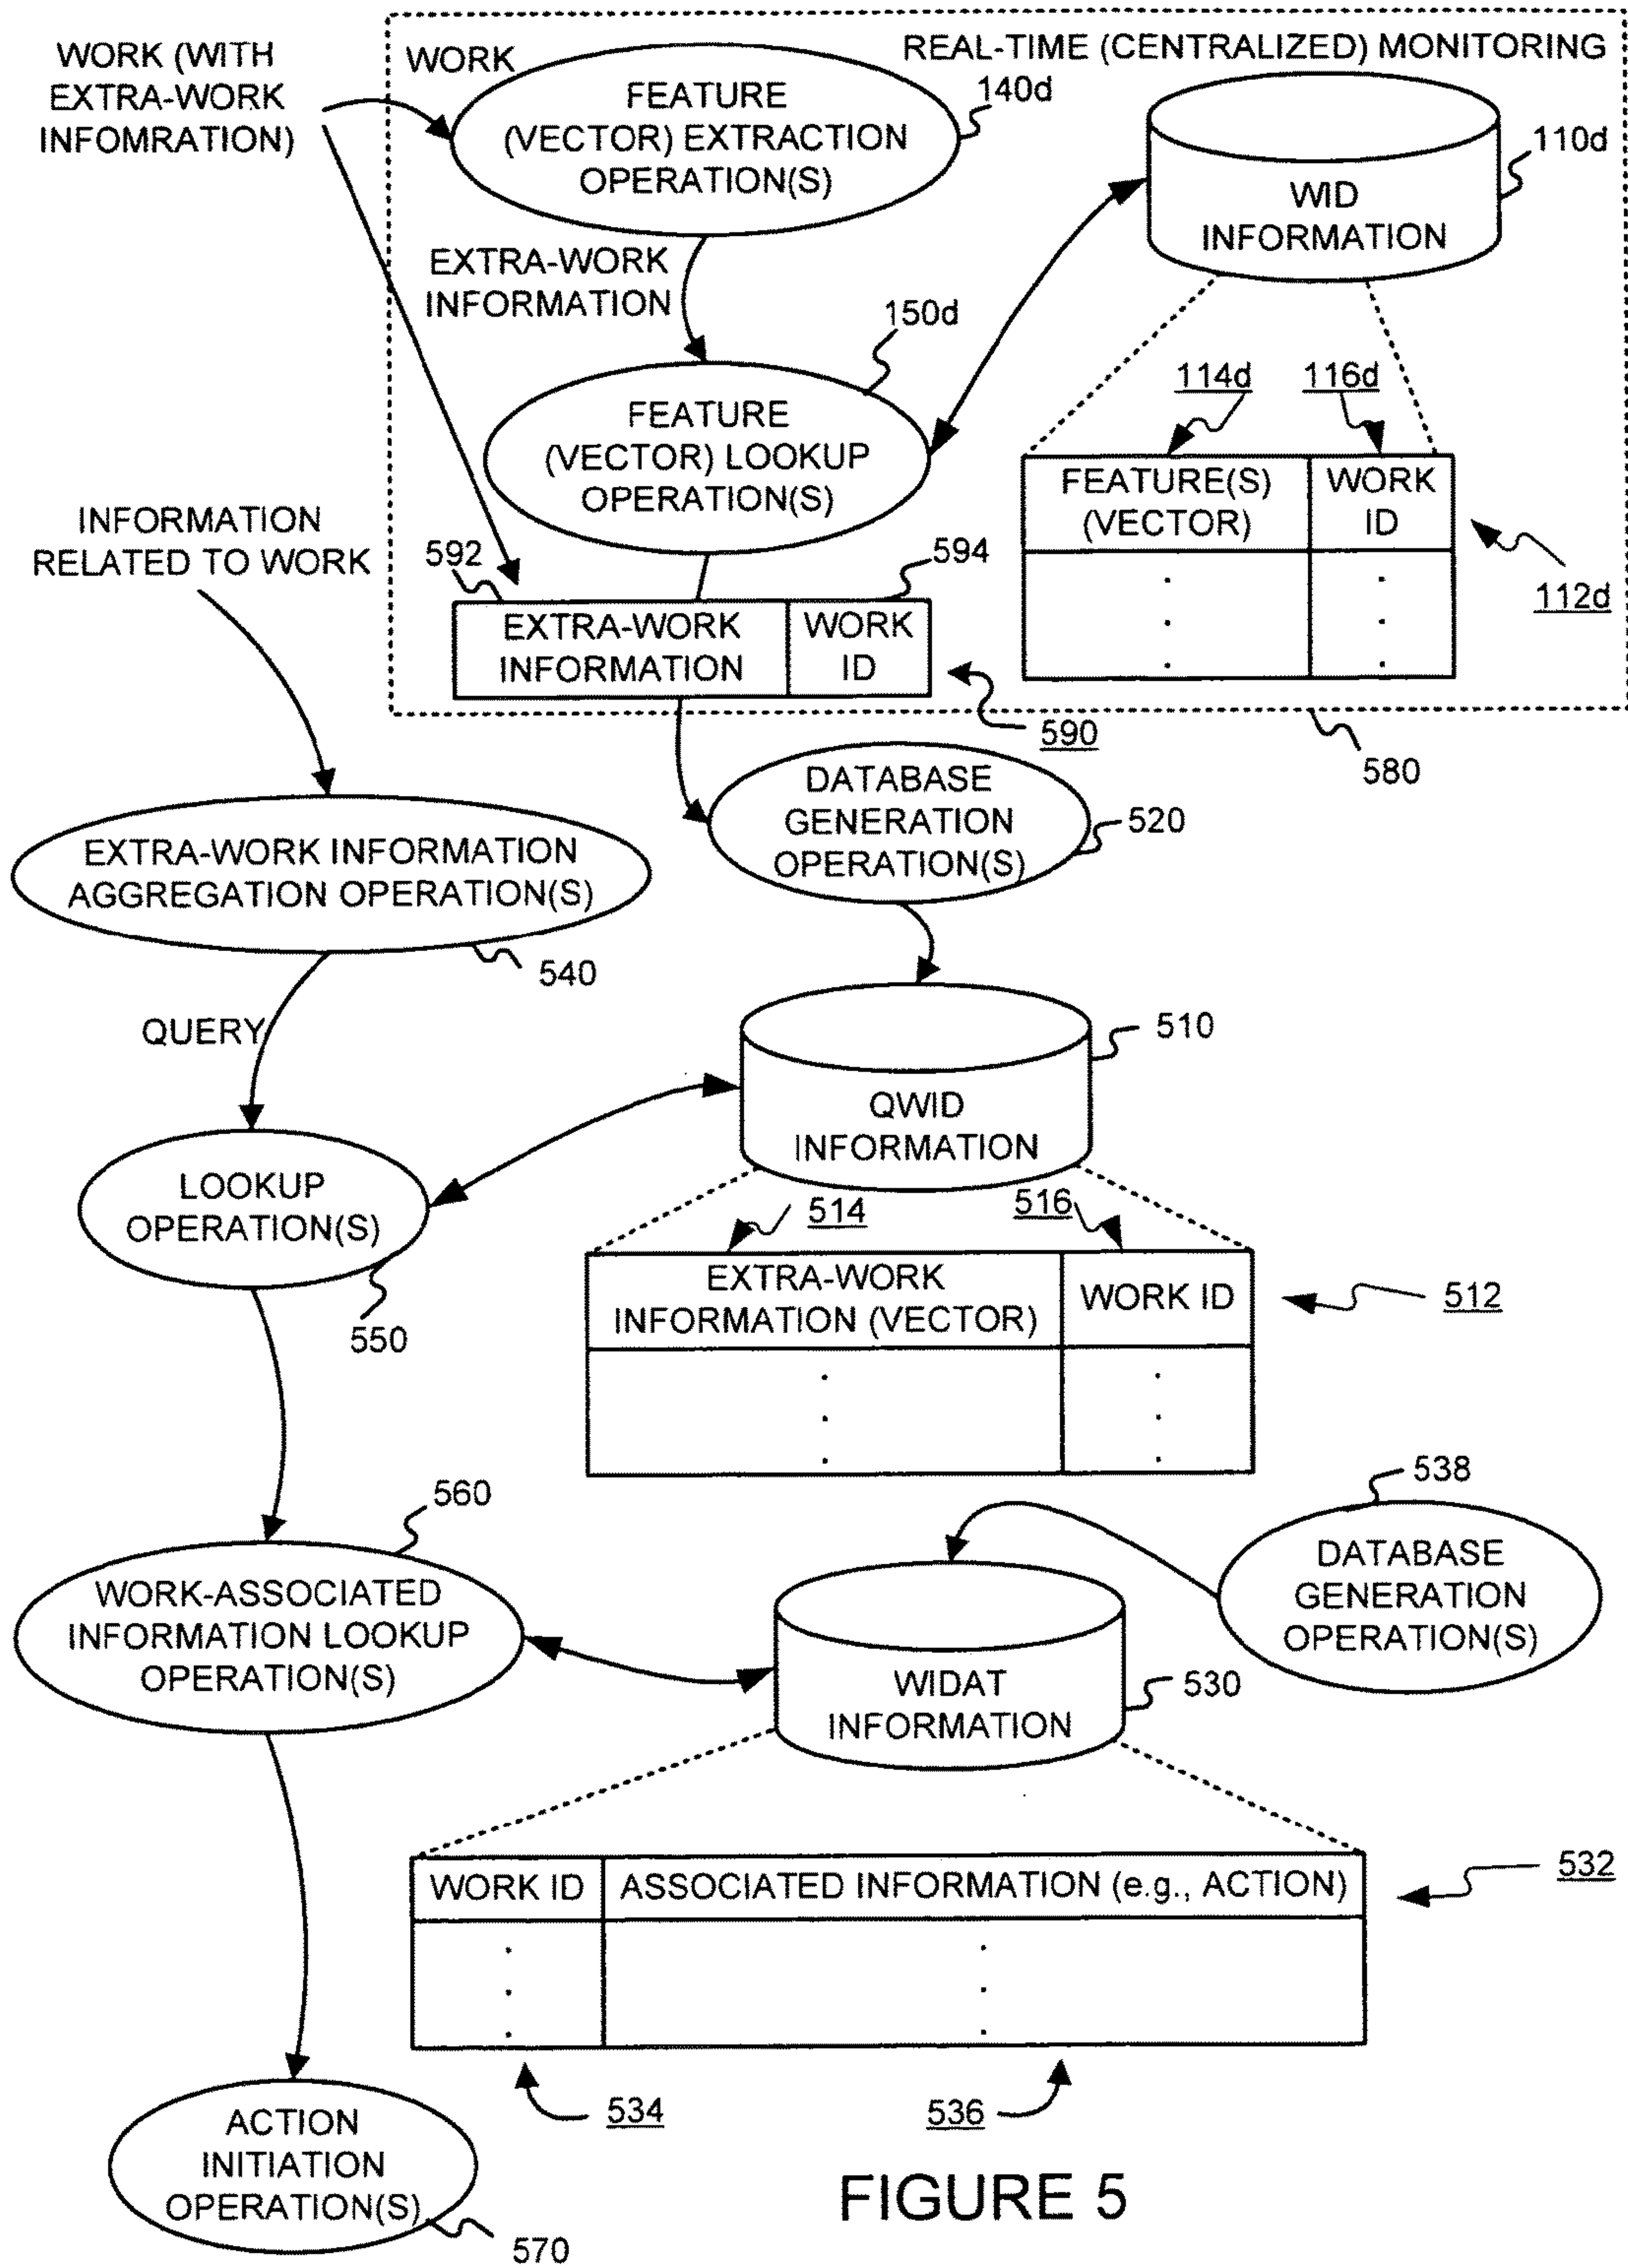 WORK (WITH
EXTRA-WORK
INFOMRATION)
WORK
REAL-TIME (CENTRALIZED) MONITORING
FEATURE
(VECTOR) EXTRACTION
OPERATION(S)
140d
WID
INFORMATION
110d
EXTRA-WORK
INFORMATION
150d
FEATURE
(VECTOR) LOOKUP
OPERATION(S)
114d
116d
FEATURE(S)
(VECTOR)
WORK
ID
112d
INFORMATION
RELATED TO WORK
592
594
EXTRA-WORK
INFORMATION
WORK
ID
590
580
DATABASE
GENERATION
OPERATION(S)
520
EXTRA-WORK INFORMATION
AGGREGATION OPERATION(S)
540
QUERY
510
QWID
INFORMATION
LOOKUP
OPERATION(S)
550
514
516
EXTRA-WORK
INFORMATION (VECTOR)
WORK ID
512
538
DATABASE
GENERATION
OPERATION(S)
560
WORK-ASSOCIATED
INFORMATION LOOKUP
OPERATION(S)
WIDAT
INFORMATION
530
WORK ID
ASSOCIATED INFORMATION (e.g., ACTION)
532
534
536
ACTION
INITIATION
OPERATION(S)
570
FIGURE 5